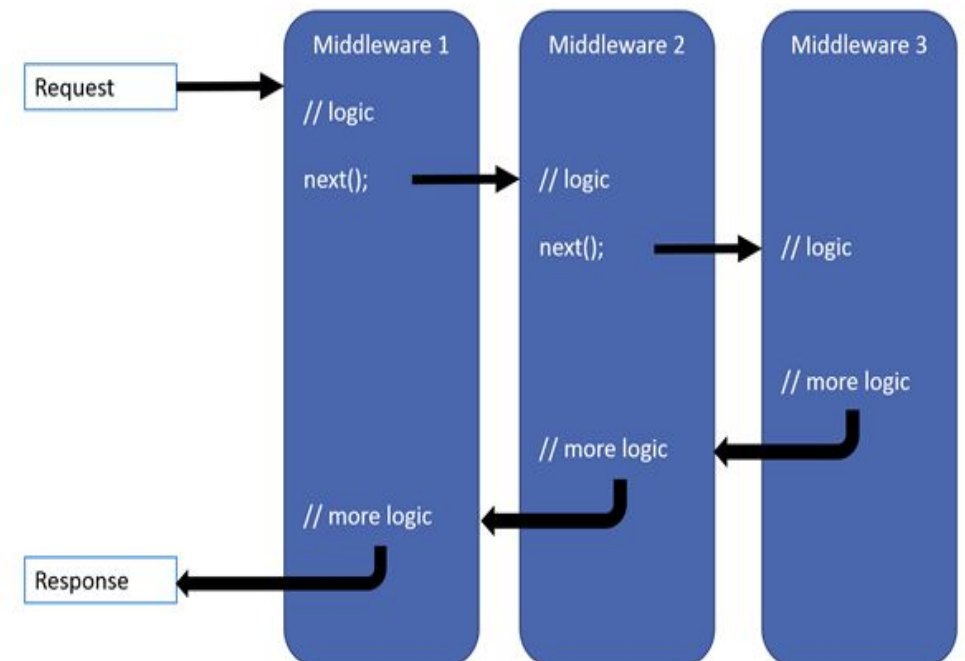 Middleware 1
Middleware 2
Middleware 3
Request
// logic
next();
// logic
next();
// logic
// more logic
// more logic
// more logic
Response